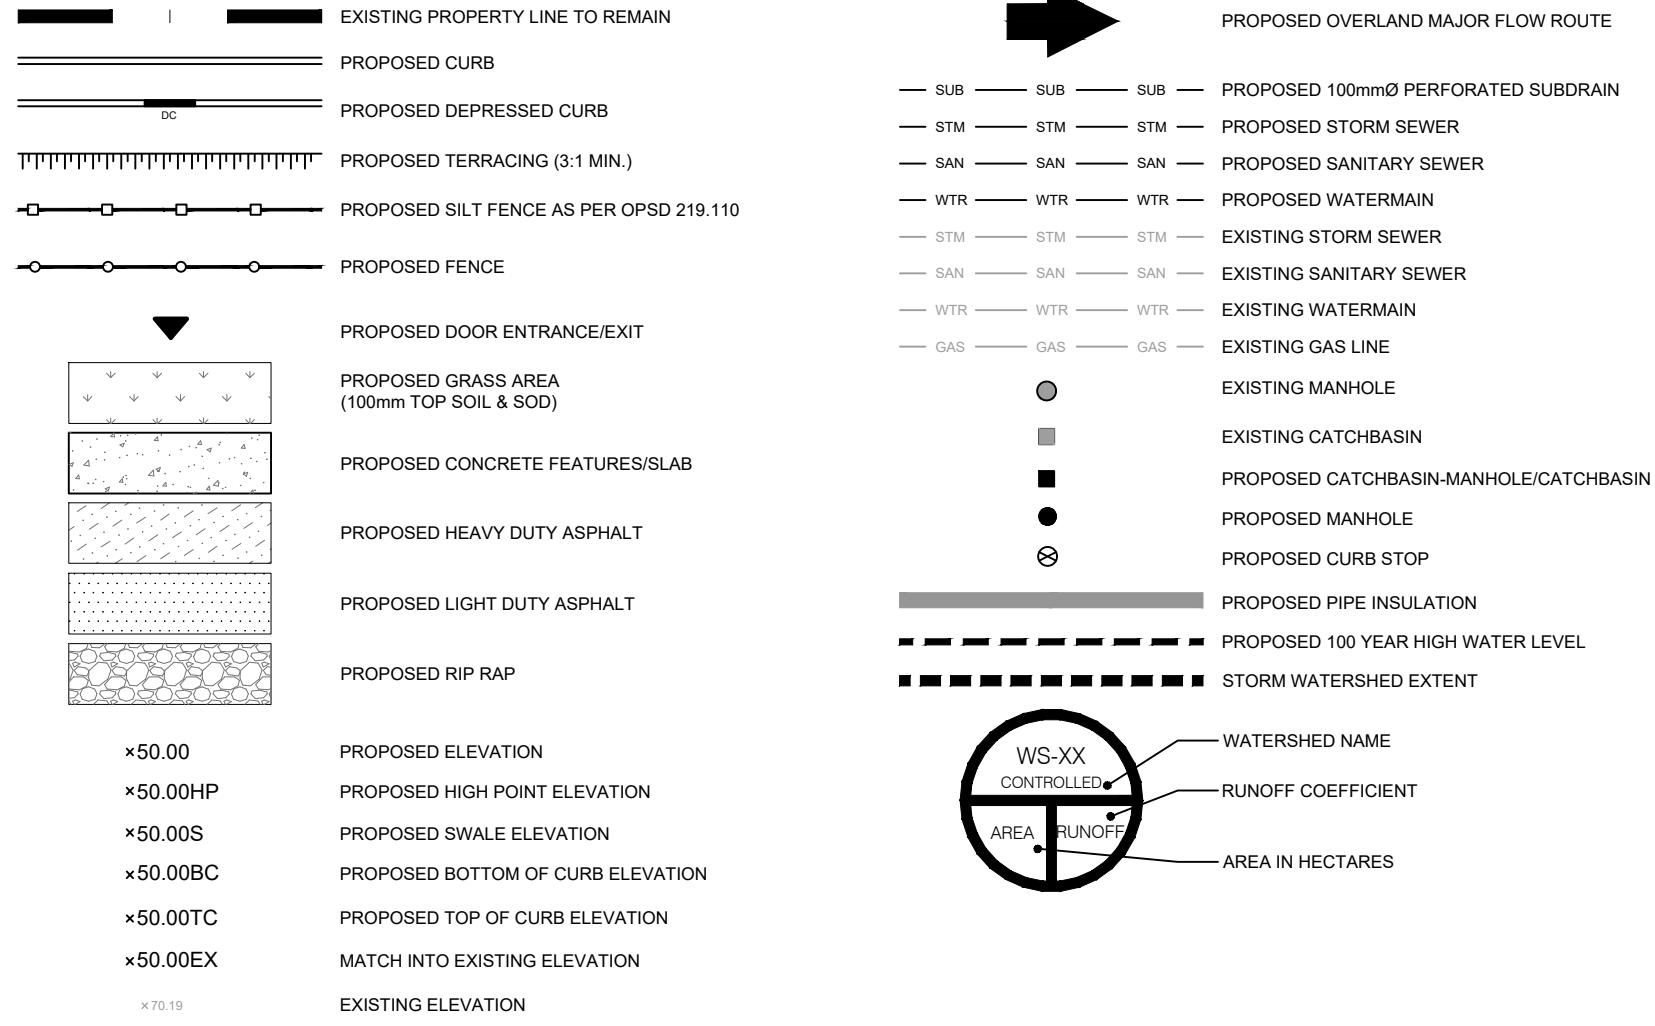 EXISTING PROPERTY LINE TO REMAIN
PROPOSED CURB
DC
PROPOSED DEPRESSED CURB
PROPOSED TERRACING (3:1 MIN.)
PROPOSED SILT FENCE AS PER OPSD 219.110
PROPOSED FENCE
PROPOSED DOOR ENTRANCE/EXIT
PROPOSED GRASS AREA
(100mm TOP SOIL & SOD)
PROPOSED CONCRETE FEATURES/SLAB
PROPOSED HEAVY DUTY ASPHALT
PROPOSED LIGHT DUTY ASPHALT
PROPOSED RIP RAP
×50.00 PROPOSED ELEVATION
×50.00HP PROPOSED HIGH POINT ELEVATION
×50.00S PROPOSED SWALE ELEVATION
×50.00BC PROPOSED BOTTOM OF CURB ELEVATION
×50.00TC PROPOSED TOP OF CURB ELEVATION
×50.00EX MATCH INTO EXISTING ELEVATION
×70.19 EXISTING ELEVATION
PROPOSED OVERLAND MAJOR FLOW ROUTE
SUB SUB SUB PROPOSED 100mmØ PERFORATED SUBDRAIN
STM STM STM PROPOSED STORM SEWER
SAN SAN SAN PROPOSED SANITARY SEWER
WTR WTR WTR PROPOSED WATERMAIN
STM STM STM EXISTING STORM SEWER
SAN SAN SAN EXISTING SANITARY SEWER
WTR WTR WTR EXISTING WATERMAIN
GAS GAS GAS EXISTING GAS LINE
EXISTING MANHOLE
EXISTING CATCHBASIN
PROPOSED CATCHBASIN-MANHOLE/CATCHBASIN
PROPOSED MANHOLE
PROPOSED CURB STOP
PROPOSED PIPE INSULATION
PROPOSED 100 YEAR HIGH WATER LEVEL
STORM WATERSHED EXTENT
WS-XX
CONTROLLED
AREA RUNOFF
WATERSHED NAME
RUNOFF COEFFICIENT
AREA IN HECTARES